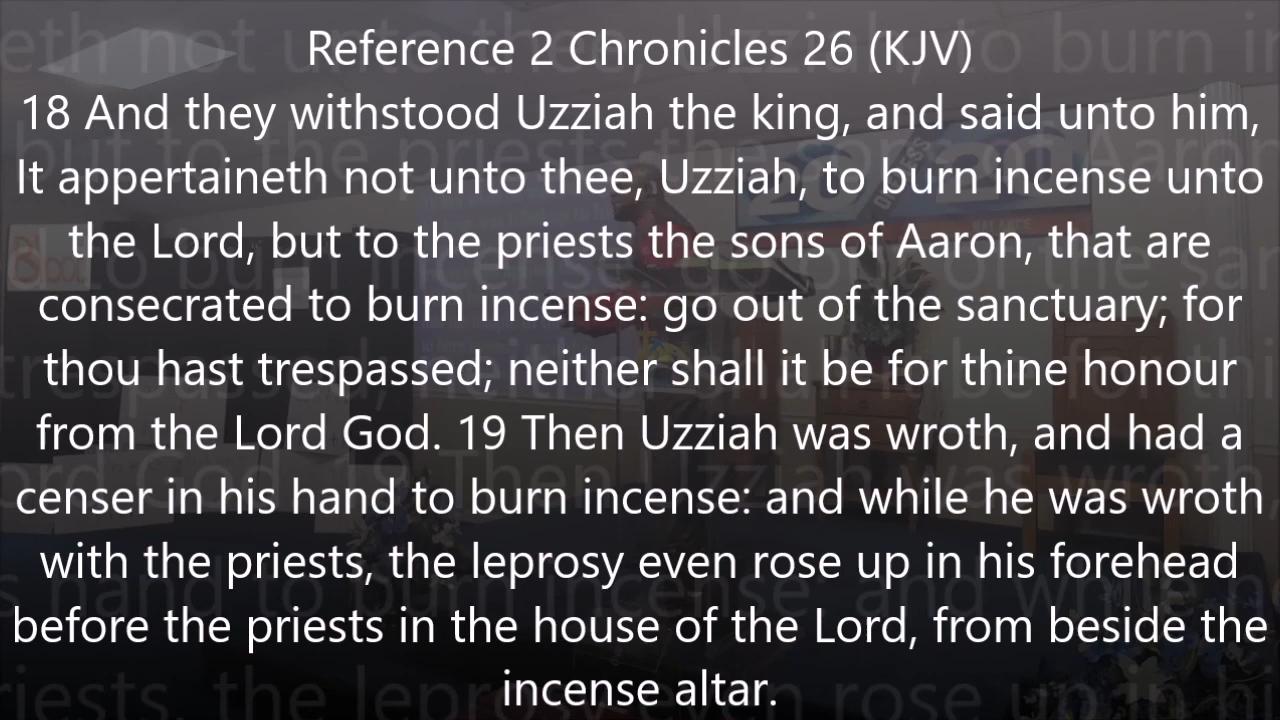 Reference 2 Chronicles 26 (KJV)
18 And they withstood Uzziah the king, and said unto him,
It appertaineth not unto thee, Uzziah, to burn incense unto
the Lord, but to the priests the sons of Aaron, that are
consecrated to burn incense: go out of the sanctuary; for
thou hast trespassed; neither shall it be for thine honour
from the Lord God. 19 Then Uzziah was wroth, and had a
censer in his hand to burn incense: and while he was wroth
with the priests, the leprosy even rose up in his forehead
before the priests in the house of the Lord, from beside the
incense altar.